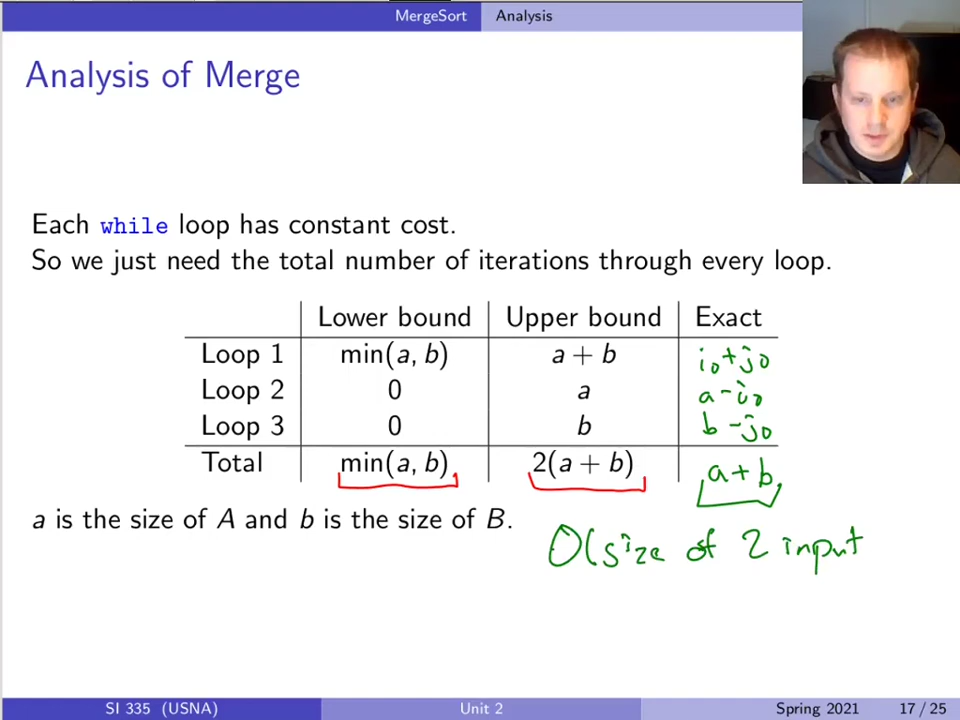 MergeSort Analysis
Analysis of Merge
Each while loop has constant cost.
So we just need the total number of iterations through every loop.
Lower bound Upper bound Exact
Loop 1 min(a, b) a + b i₀+j₀
Loop 2 0 a a-i₀
Loop 3 0 b b-j₀
Total min(a, b) 2(a + b) a+b
a is the size of A and b is the size of B.
O(size of 2 input
SI 335 (USNA) Unit 2 Spring 2021 17 / 25